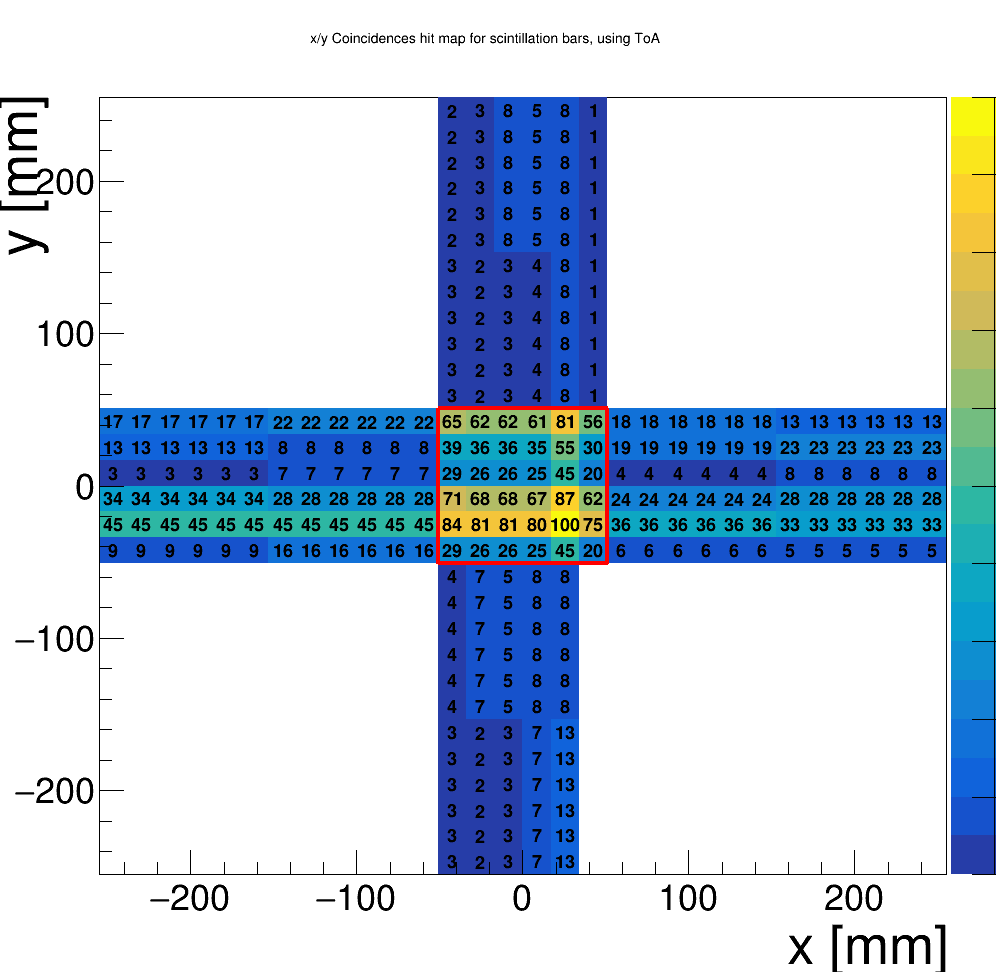 x/y Coincidences hit map for scintillation bars, using ToA
y [mm]
2 3 8 5 8 1
2 3 8 5 8 1
2 3 8 5 8 1
200 2 3 8 5 8 1
2 3 8 5 8 1
2 3 8 5 8 1
3 2 3 4 8 1
3 2 3 4 8 1
100 3 2 3 4 8 1
3 2 3 4 8 1
3 2 3 4 8 1
3 2 3 4 8 1
17 17 17 17 17 17 22 22 22 22 22 22 65 62 62 61 81 56 18 18 18 18 18 18 13 13 13 13 13 13
13 13 13 13 13 13 8 8 8 8 8 8 39 36 36 35 55 30 19 19 19 19 19 19 23 23 23 23 23 23
0 3 3 3 3 3 3 7 7 7 7 7 7 29 26 26 25 45 20 4 4 4 4 4 4 8 8 8 8 8 8
34 34 34 34 34 34 28 28 28 28 28 28 71 68 68 67 87 62 24 24 24 24 24 24 28 28 28 28 28 28
45 45 45 45 45 45 45 45 45 45 45 45 84 81 81 80 100 75 36 36 36 36 36 36 33 33 33 33 33 33
9 9 9 9 9 9 16 16 16 16 16 16 29 26 26 25 45 20 6 6 6 6 6 6 5 5 5 5 5 5
4 7 5 8 8
4 7 5 8 8
4 7 5 8 8
−100 4 7 5 8 8
4 7 5 8 8
4 7 5 8 8
3 2 3 7 13
3 2 3 7 13
−200 3 2 3 7 13
3 2 3 7 13
3 2 3 7 13
3 2 3 7 13
−200 −100 0 100 200
x [mm]